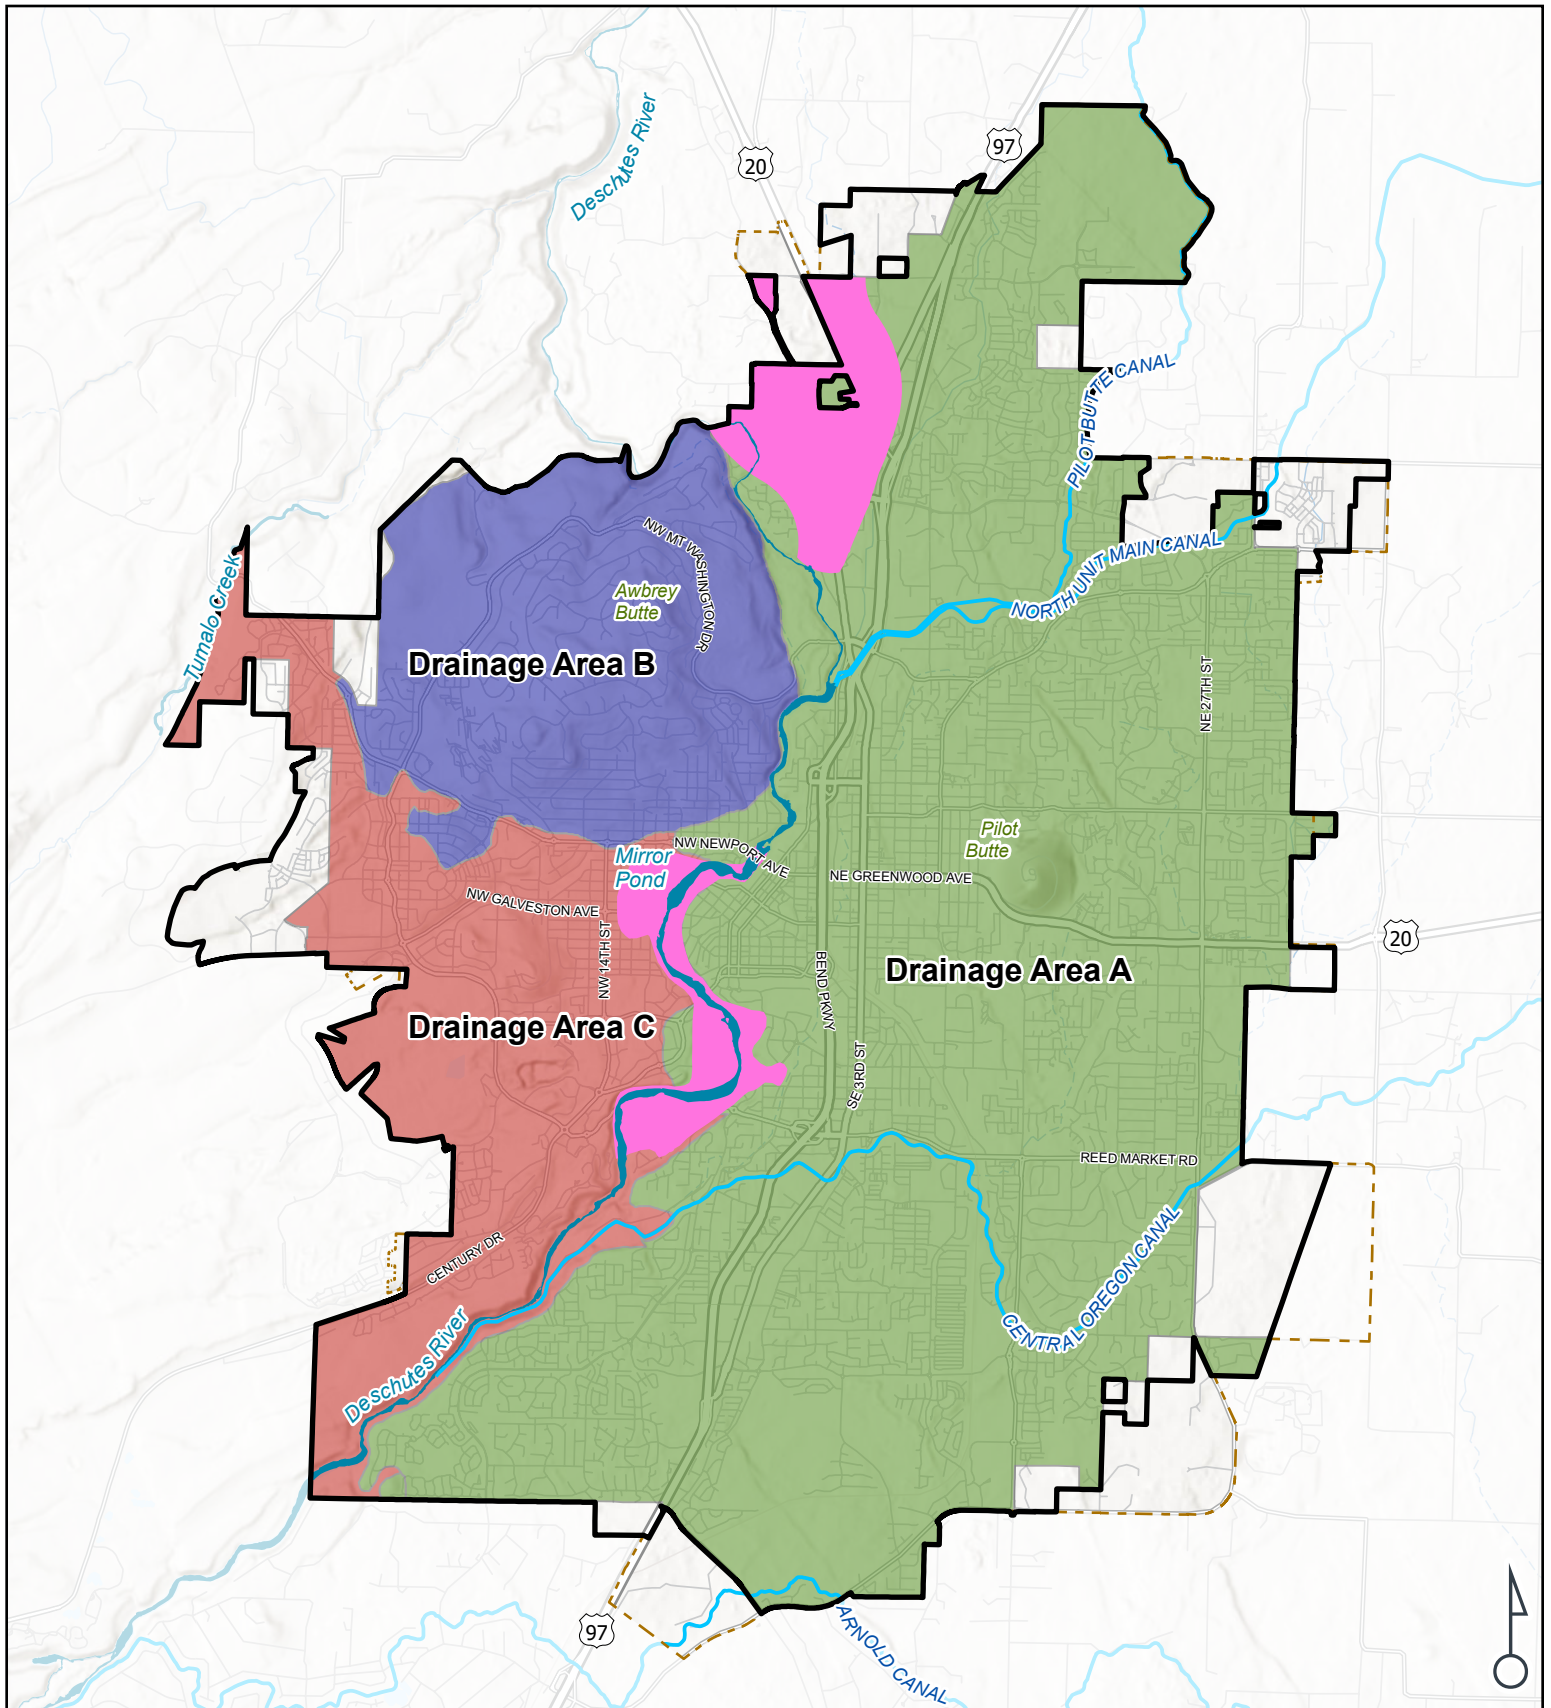 Deschutes River
20
97
PILOT BUTTE CANAL
NW MT WASHINGTON DR
NORTH UNIT MAIN CANAL
Tumalo Creek
Awbrey
Butte
Drainage Area B
NE 27TH ST
Pilot
Butte
Mirror
Pond
NW NEWPORT AVE
NE GREENWOOD AVE
NW GALVESTON AVE
NW 14TH ST
20
BEND PKWY
Drainage Area A
Drainage Area C
SE 3RD ST
REED MARKET RD
CENTURY DR
CENTRAL OREGON CANAL
Deschutes River
97
ARNOLD CANAL